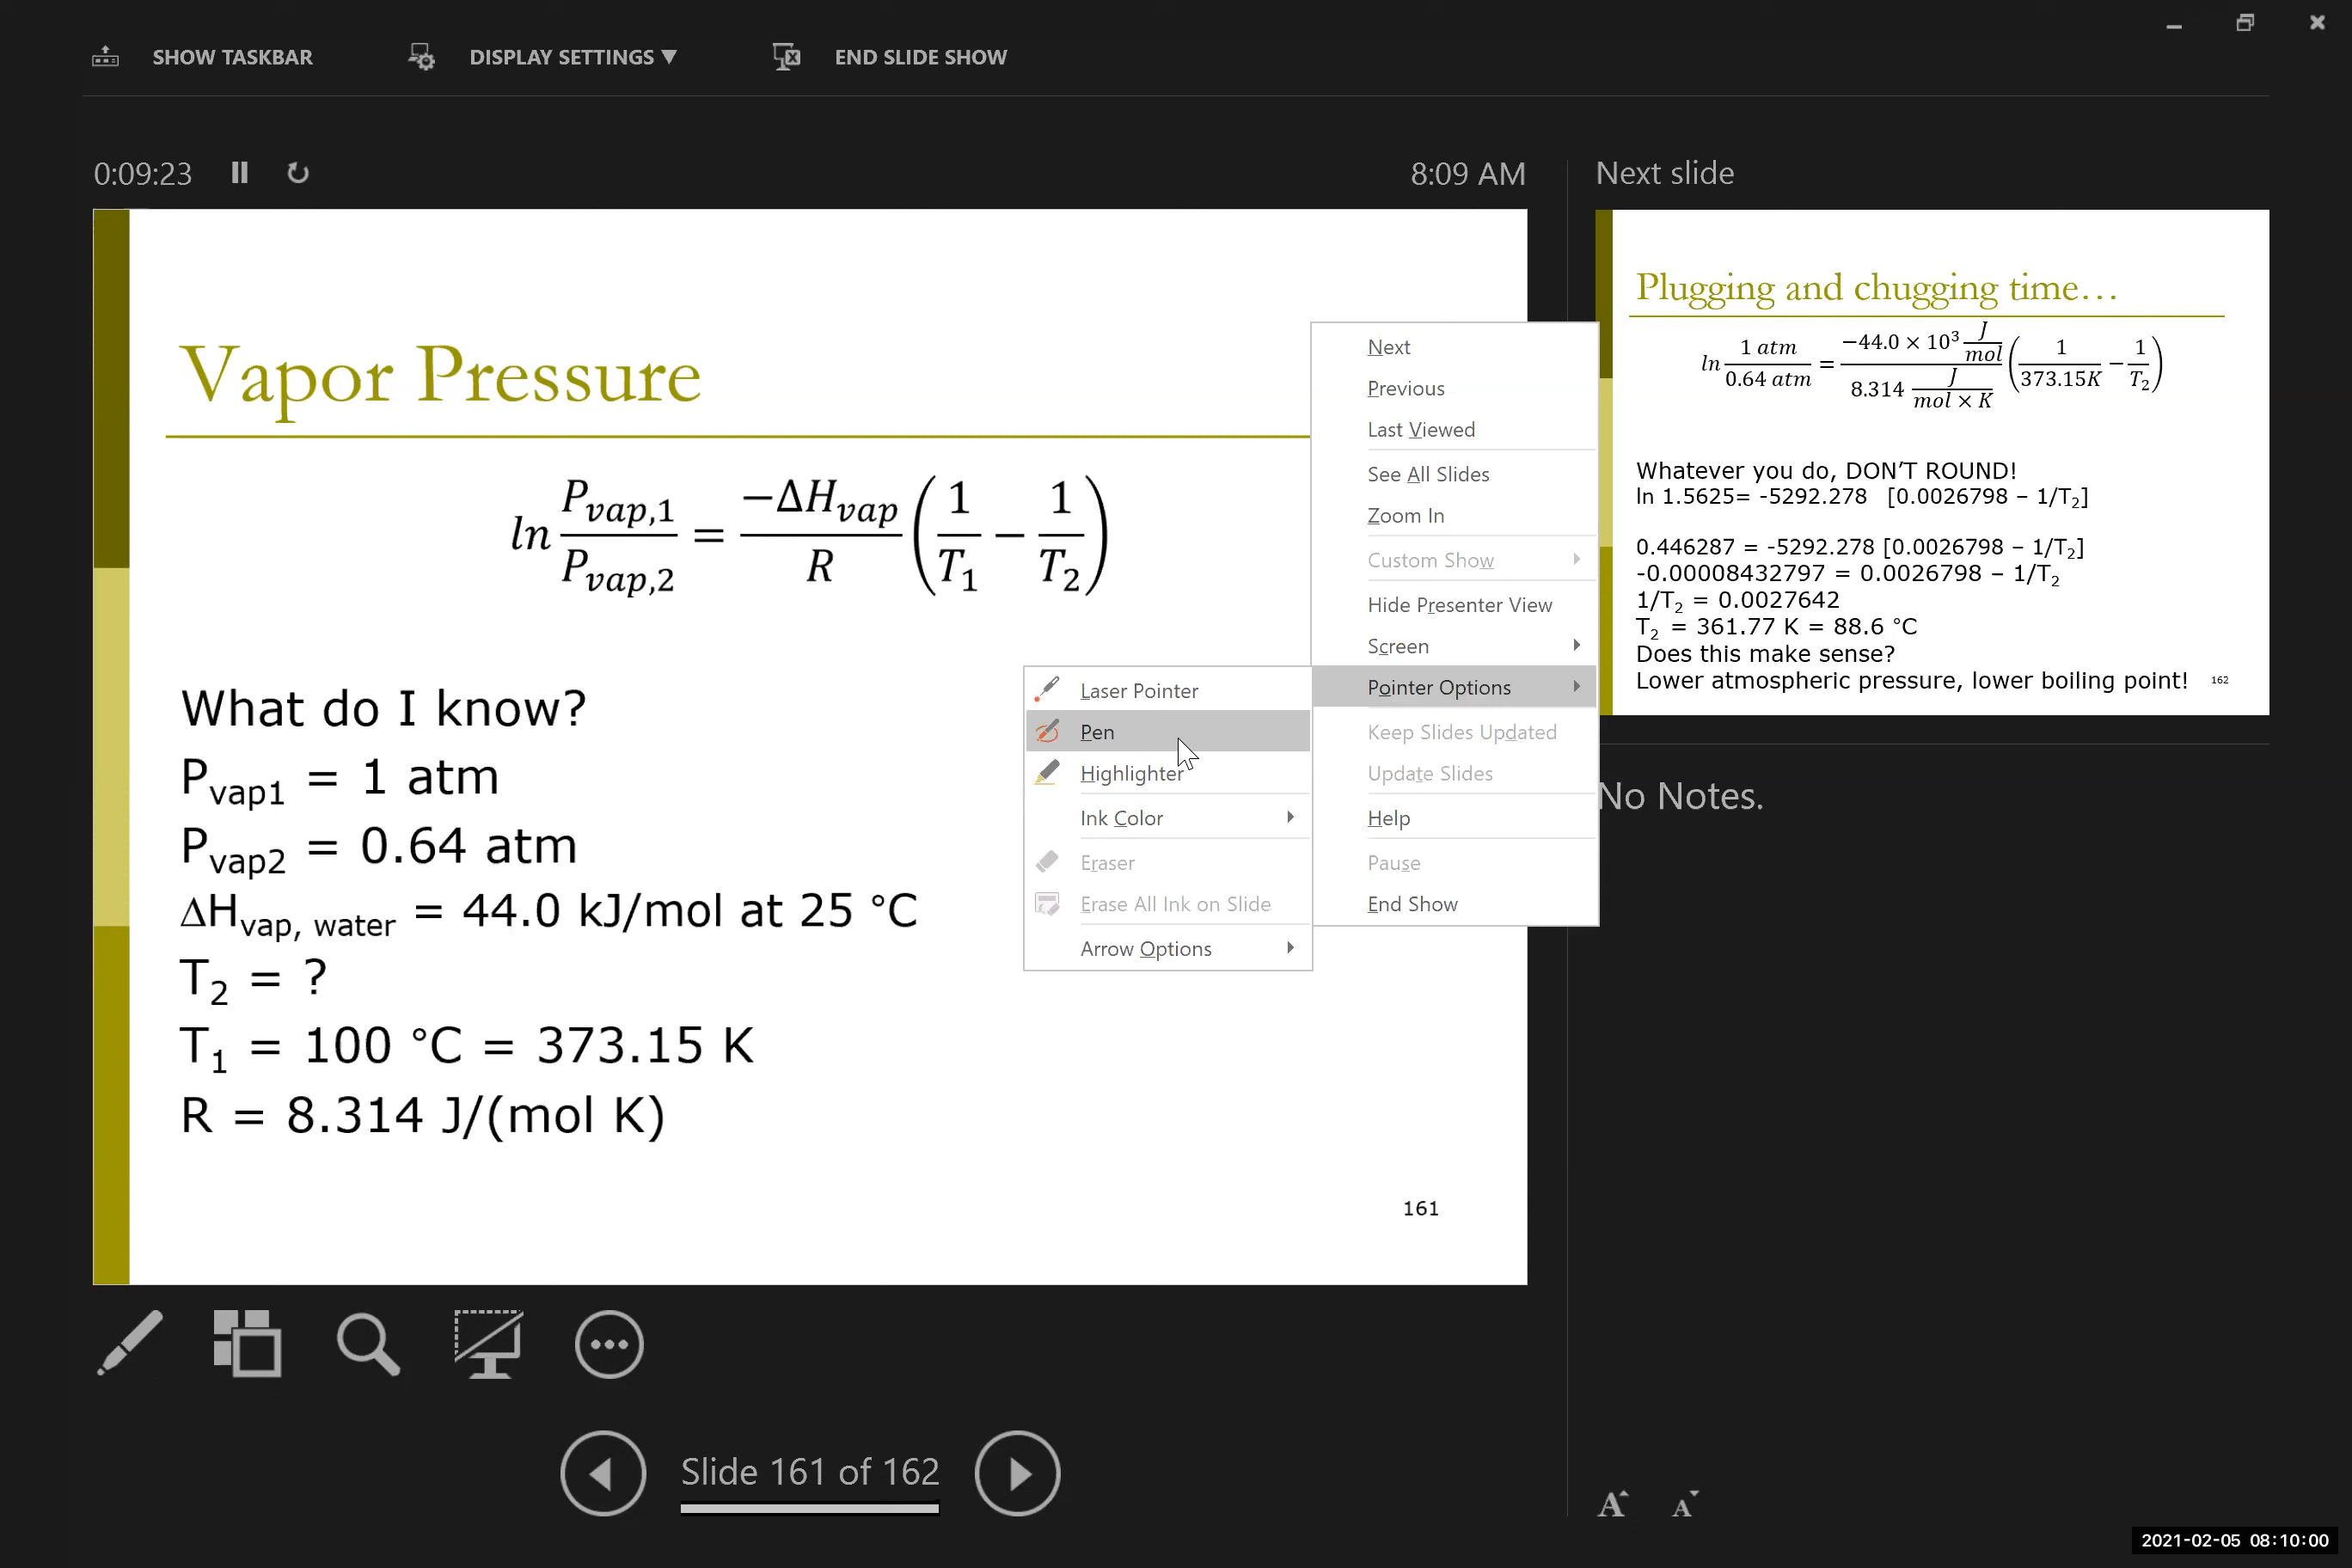 SHOW TASKBAR
DISPLAY SETTINGS ▼
END SLIDE SHOW
0:09:23
8:09 AM
Next slide
Vapor Pressure
ln P_vap,1/P_vap,2 = −ΔH_vap/R (1/T₁ − 1/T₂)
What do I know?
P_vap1 = 1 atm
P_vap2 = 0.64 atm
ΔH_vap, water = 44.0 kJ/mol at 25 °C
T₂ = ?
T₁ = 100 °C = 373.15 K
R = 8.314 J/(mol K)
161
Next
Previous
Last Viewed
See All Slides
Zoom In
Custom Show
Hide Presenter View
Screen
Pointer Options
Keep Slides Updated
Update Slides
Help
Pause
End Show
Laser Pointer
Pen
Highlighter
Ink Color
Eraser
Erase All Ink on Slide
Arrow Options
Plugging and chugging time…
ln 1 atm/0.64 atm = (−44.0 × 10³ J/mol)/(8.314 J/(mol × K)) (1/373.15K − 1/T₂)
Whatever you do, DON’T ROUND!
ln 1.5625= -5292.278 [0.0026798 – 1/T₂]
0.446287 = -5292.278 [0.0026798 – 1/T₂]
-0.00008432797 = 0.0026798 – 1/T₂
1/T₂ = 0.0027642
T₂ = 361.77 K = 88.6 °C
Does this make sense?
Lower atmospheric pressure, lower boiling point!
162
No Notes.
Slide 161 of 162
A A
2021-02-05 08:10:00